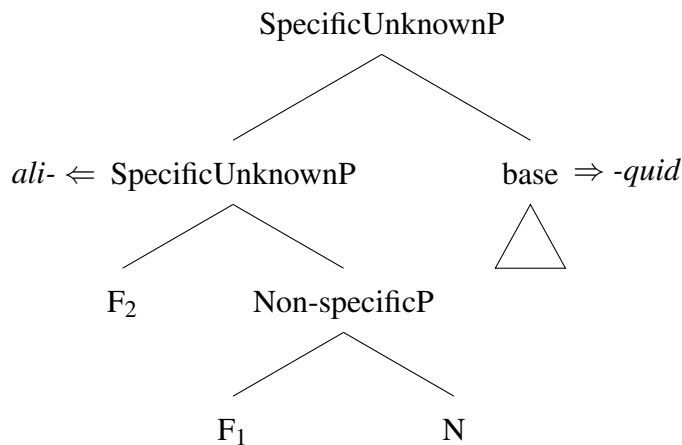 SpecificUnknownP
ali- ⇐ SpecificUnknownP base ⇒ -quid
F₂ Non-specificP
F₁ N